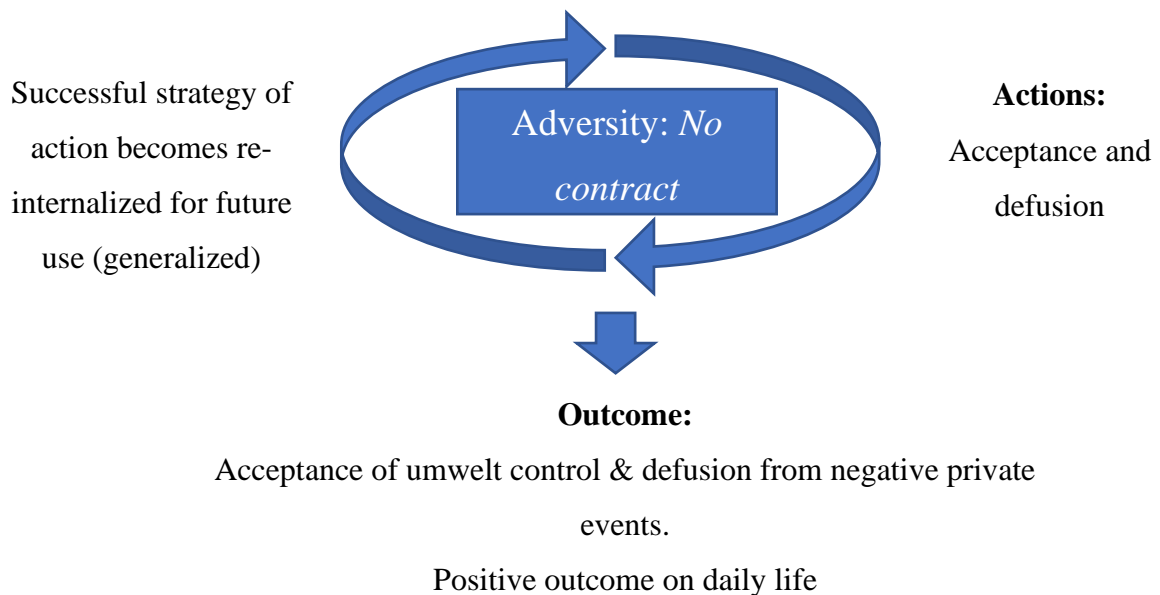 Successful strategy of
action becomes re-
internalized for future
use (generalized)
Adversity: No
contract
Actions:
Acceptance and
defusion
Outcome:
Acceptance of umwelt control & defusion from negative private
events.
Positive outcome on daily life